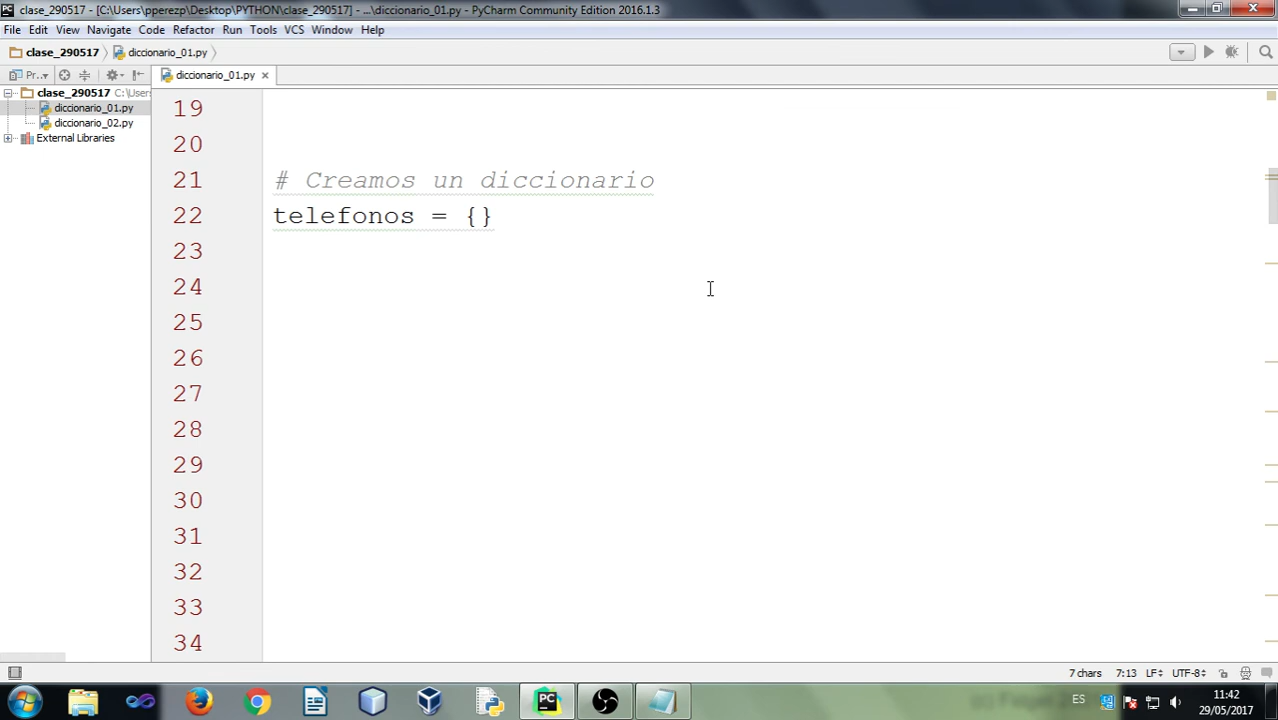 clase_290517 - [C:\Users\pperezp\Desktop\PYTHON\clase_290517] - ...\diccionario_01.py - PyCharm Community Edition 2016.1.3
File Edit View Navigate Code Refactor Run Tools VCS Window Help
clase_290517 diccionario_01.py
Pr... diccionario_01.py
clase_290517 C:\Users
diccionario_01.py
diccionario_02.py
External Libraries
19
20
21 # Creamos un diccionario
22 telefonos = {}
23
24
25
26
27
28
29
30
31
32
33
34
7 chars 7:13 LF UTF-8
PC ES 11:42
29/05/2017